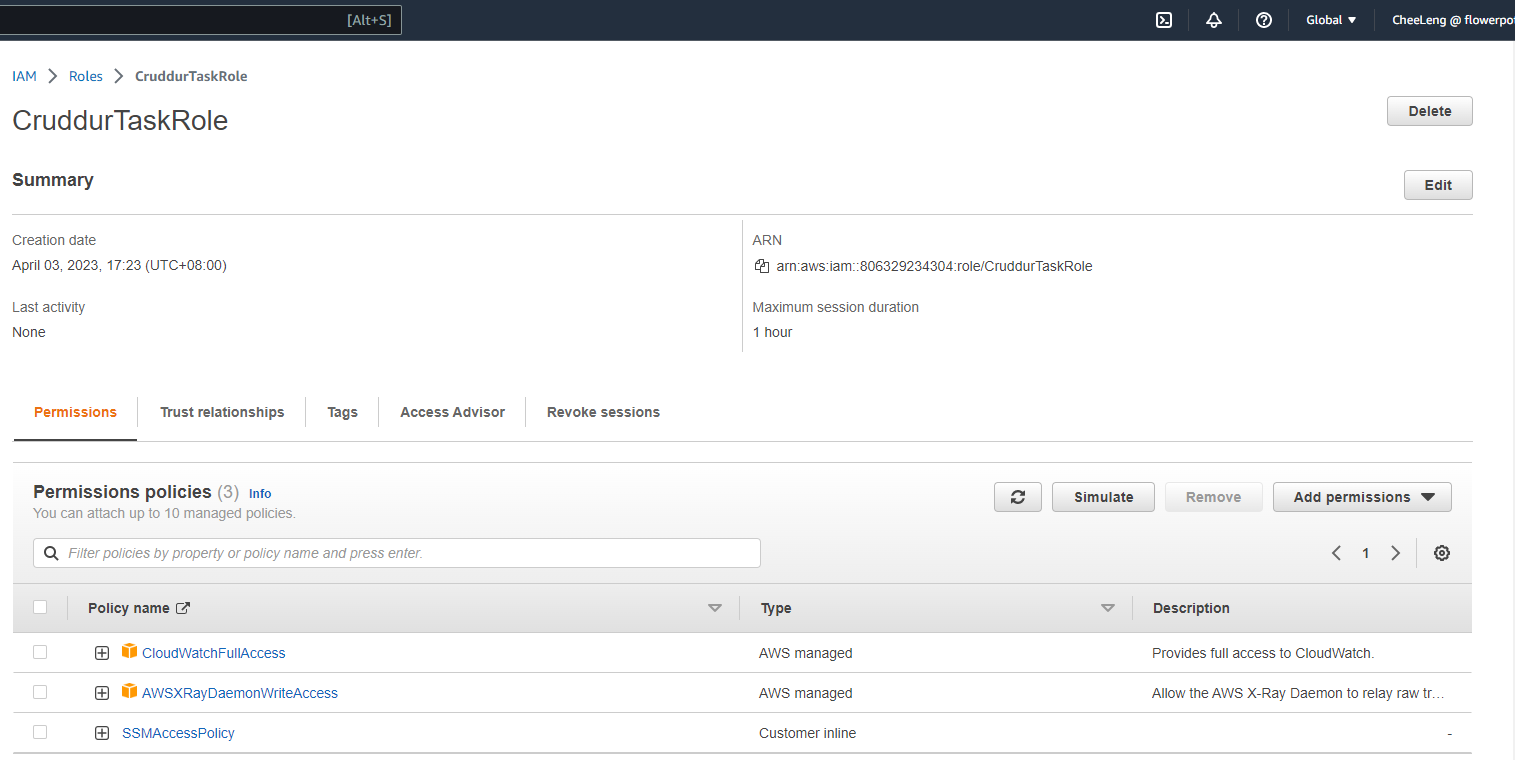 [Alt+S] Global CheeLeng @ flowerpot
IAM Roles CruddurTaskRole
CruddurTaskRole
Delete
Summary
Edit
Creation date
April 03, 2023, 17:23 (UTC+08:00)
Last activity
None
ARN
arn:aws:iam::806329234304:role/CruddurTaskRole
Maximum session duration
1 hour
Permissions Trust relationships Tags Access Advisor Revoke sessions
Permissions policies (3) Info
You can attach up to 10 managed policies.
Simulate Remove Add permissions
Filter policies by property or policy name and press enter.
1
Policy name Type Description
CloudWatchFullAccess AWS managed Provides full access to CloudWatch.
AWSXRayDaemonWriteAccess AWS managed Allow the AWS X-Ray Daemon to relay raw tr…
SSMAccessPolicy Customer inline -